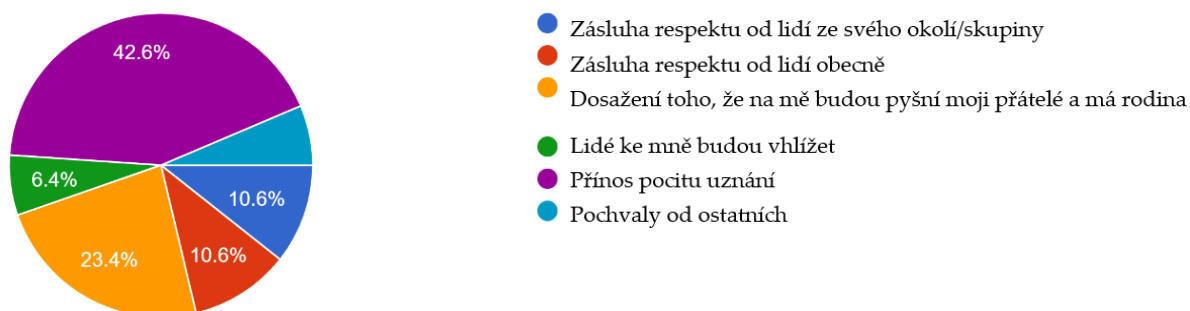 42.6%
6.4%
10.6%
23.4%
10.6%
Zásluha respektu od lidí ze svého okolí/skupiny
Zásluha respektu od lidí obecně
Dosažení toho, že na mě budou pyšní moji přátelé a má rodina
Lidé ke mně budou vhlížet
Přínos pocitu uznání
Pochvaly od ostatních